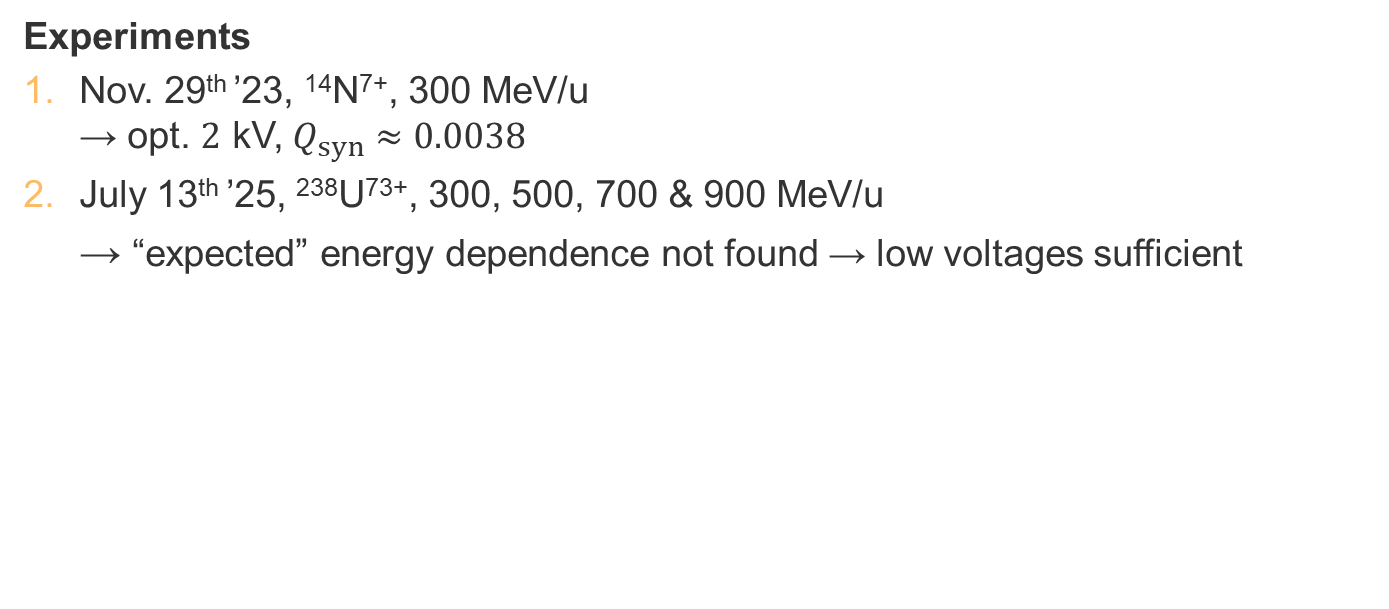 Experiments
1. Nov. 29th ’23, 14N7+, 300 MeV/u
→ opt. 2 kV, Qsyn ≈ 0.0038
2. July 13th ’25, 238U73+, 300, 500, 700 & 900 MeV/u
→ “expected” energy dependence not found → low voltages sufficient